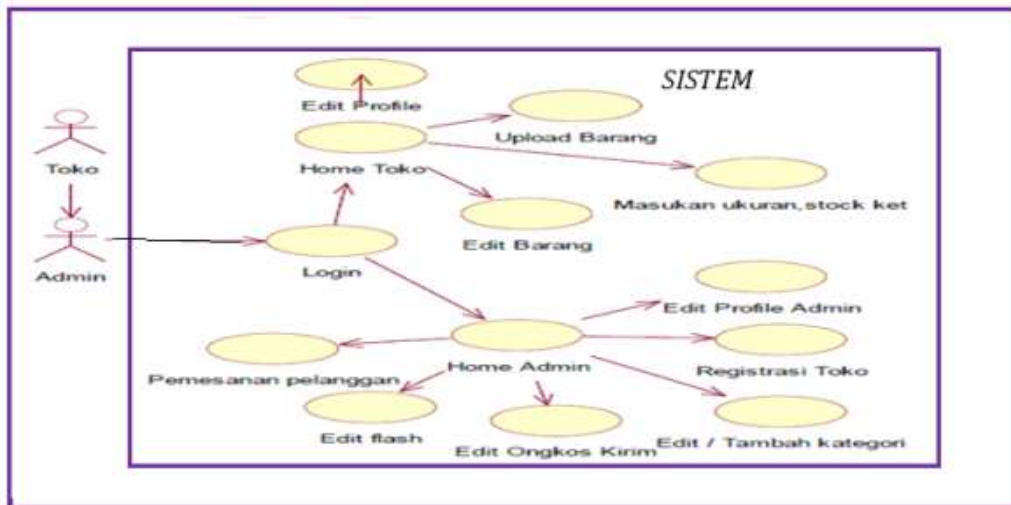 SISTEM
Edit Profile
Upload Barang
Toko
Home Toko
Masukan ukuran,stock ket
Edit Barang
Admin
Login
Edit Profile Admin
Home Admin
Registrasi Toko
Pemesanan pelanggan
Edit flash
Edit Ongkos Kirim
Edit / Tambah kategori